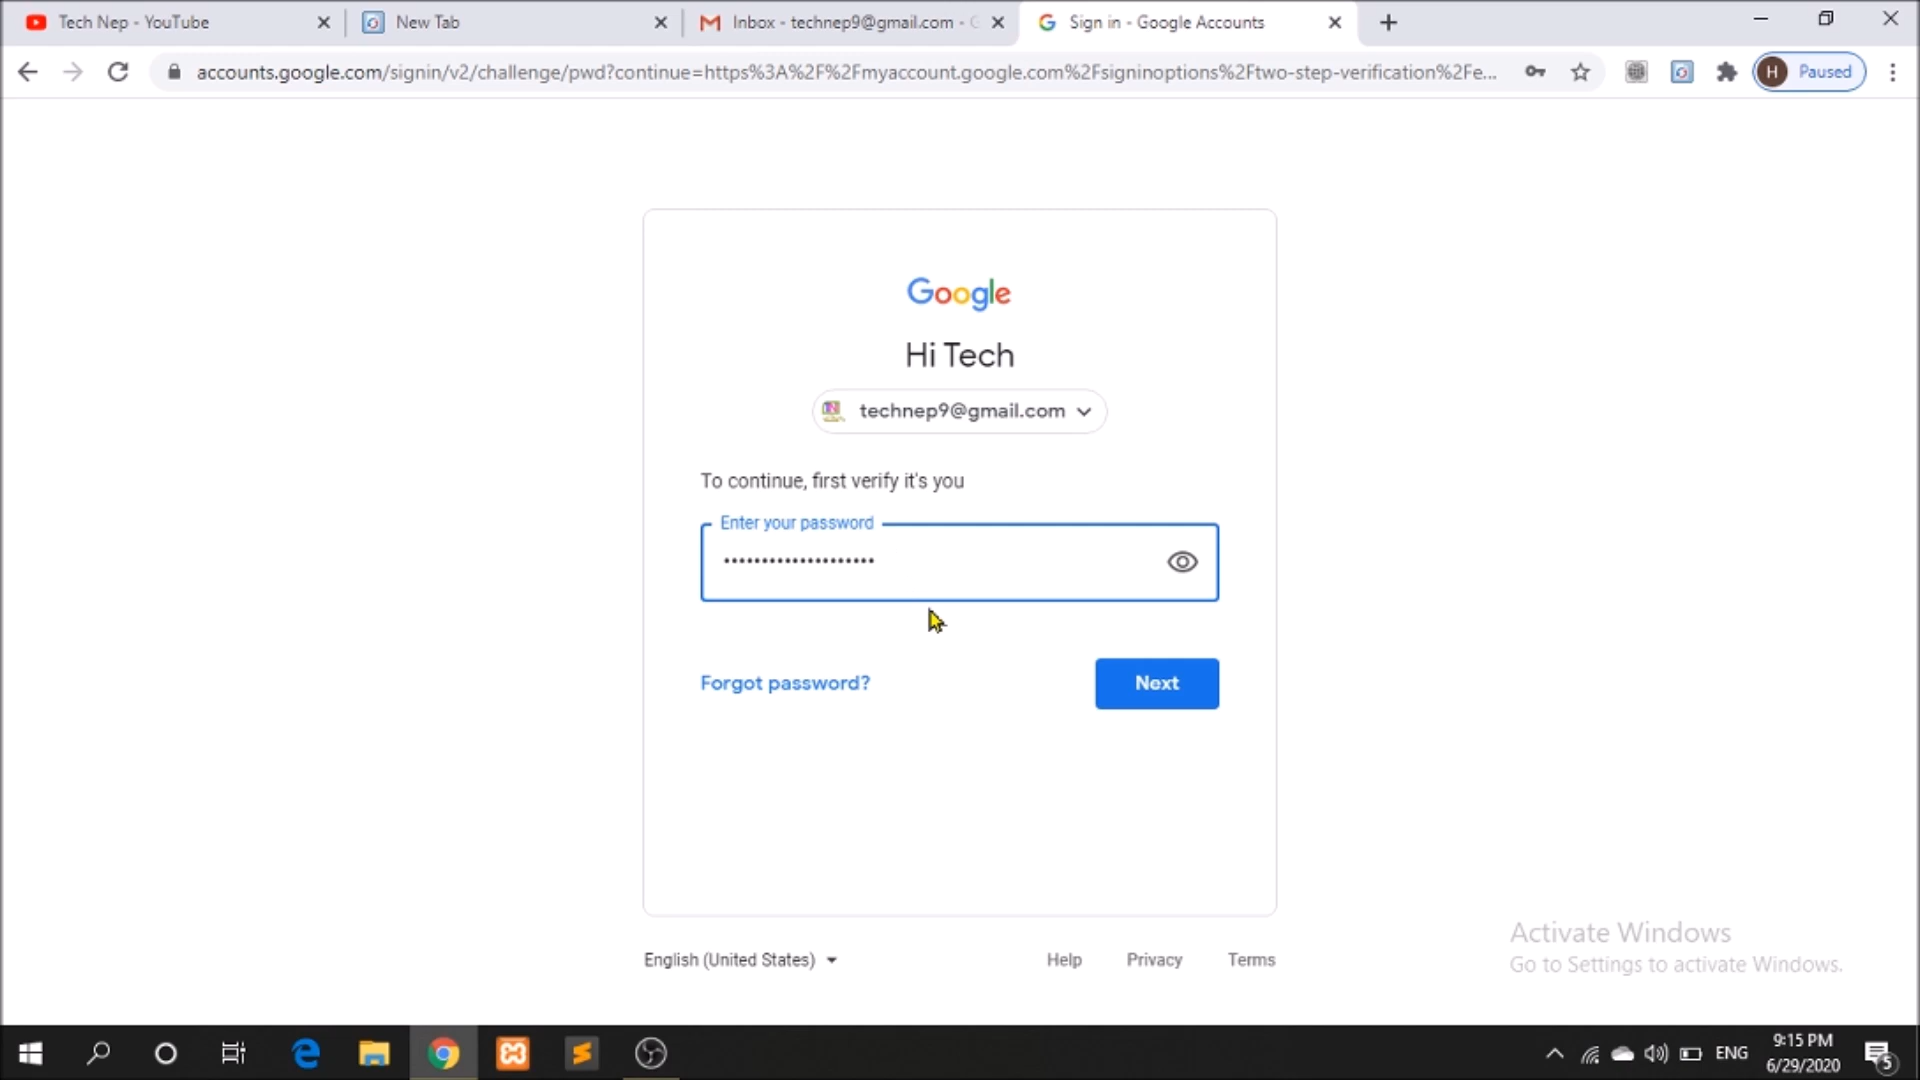 Tech Nep - YouTube
New Tab
Inbox - technep9@gmail.com - G
Sign in - Google Accounts
accounts.google.com/signin/v2/challenge/pwd?continue=https%3A%2F%2Fmyaccount.google.com%2Fsigninoptions%2Ftwo-step-verification%2Fe...
H Paused
Google
Hi Tech
technep9@gmail.com
To continue, first verify it's you
Enter your password
••••••••••••••••••••
Forgot password?
Next
English (United States)
Help
Privacy
Terms
Activate Windows
Go to Settings to activate Windows.
ENG
9:15 PM
6/29/2020
5